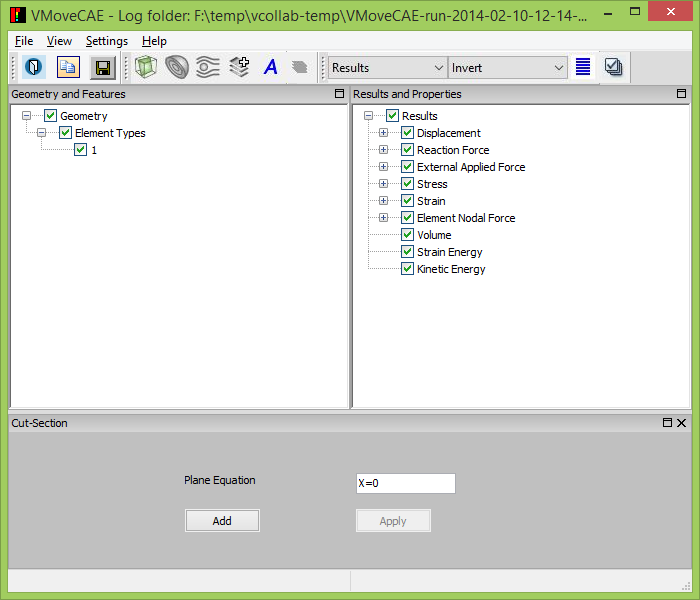 VMoveCAE - Log folder: F:\temp\vcollab-temp\VMoveCAE-run-2014-02-10-12-14-...
File View Settings Help
A Results Invert
Geometry and Features
Geometry
Element Types
1
Results and Properties
Results
Displacement
Reaction Force
External Applied Force
Stress
Strain
Element Nodal Force
Volume
Strain Energy
Kinetic Energy
Cut-Section
Plane Equation X=0
Add Apply